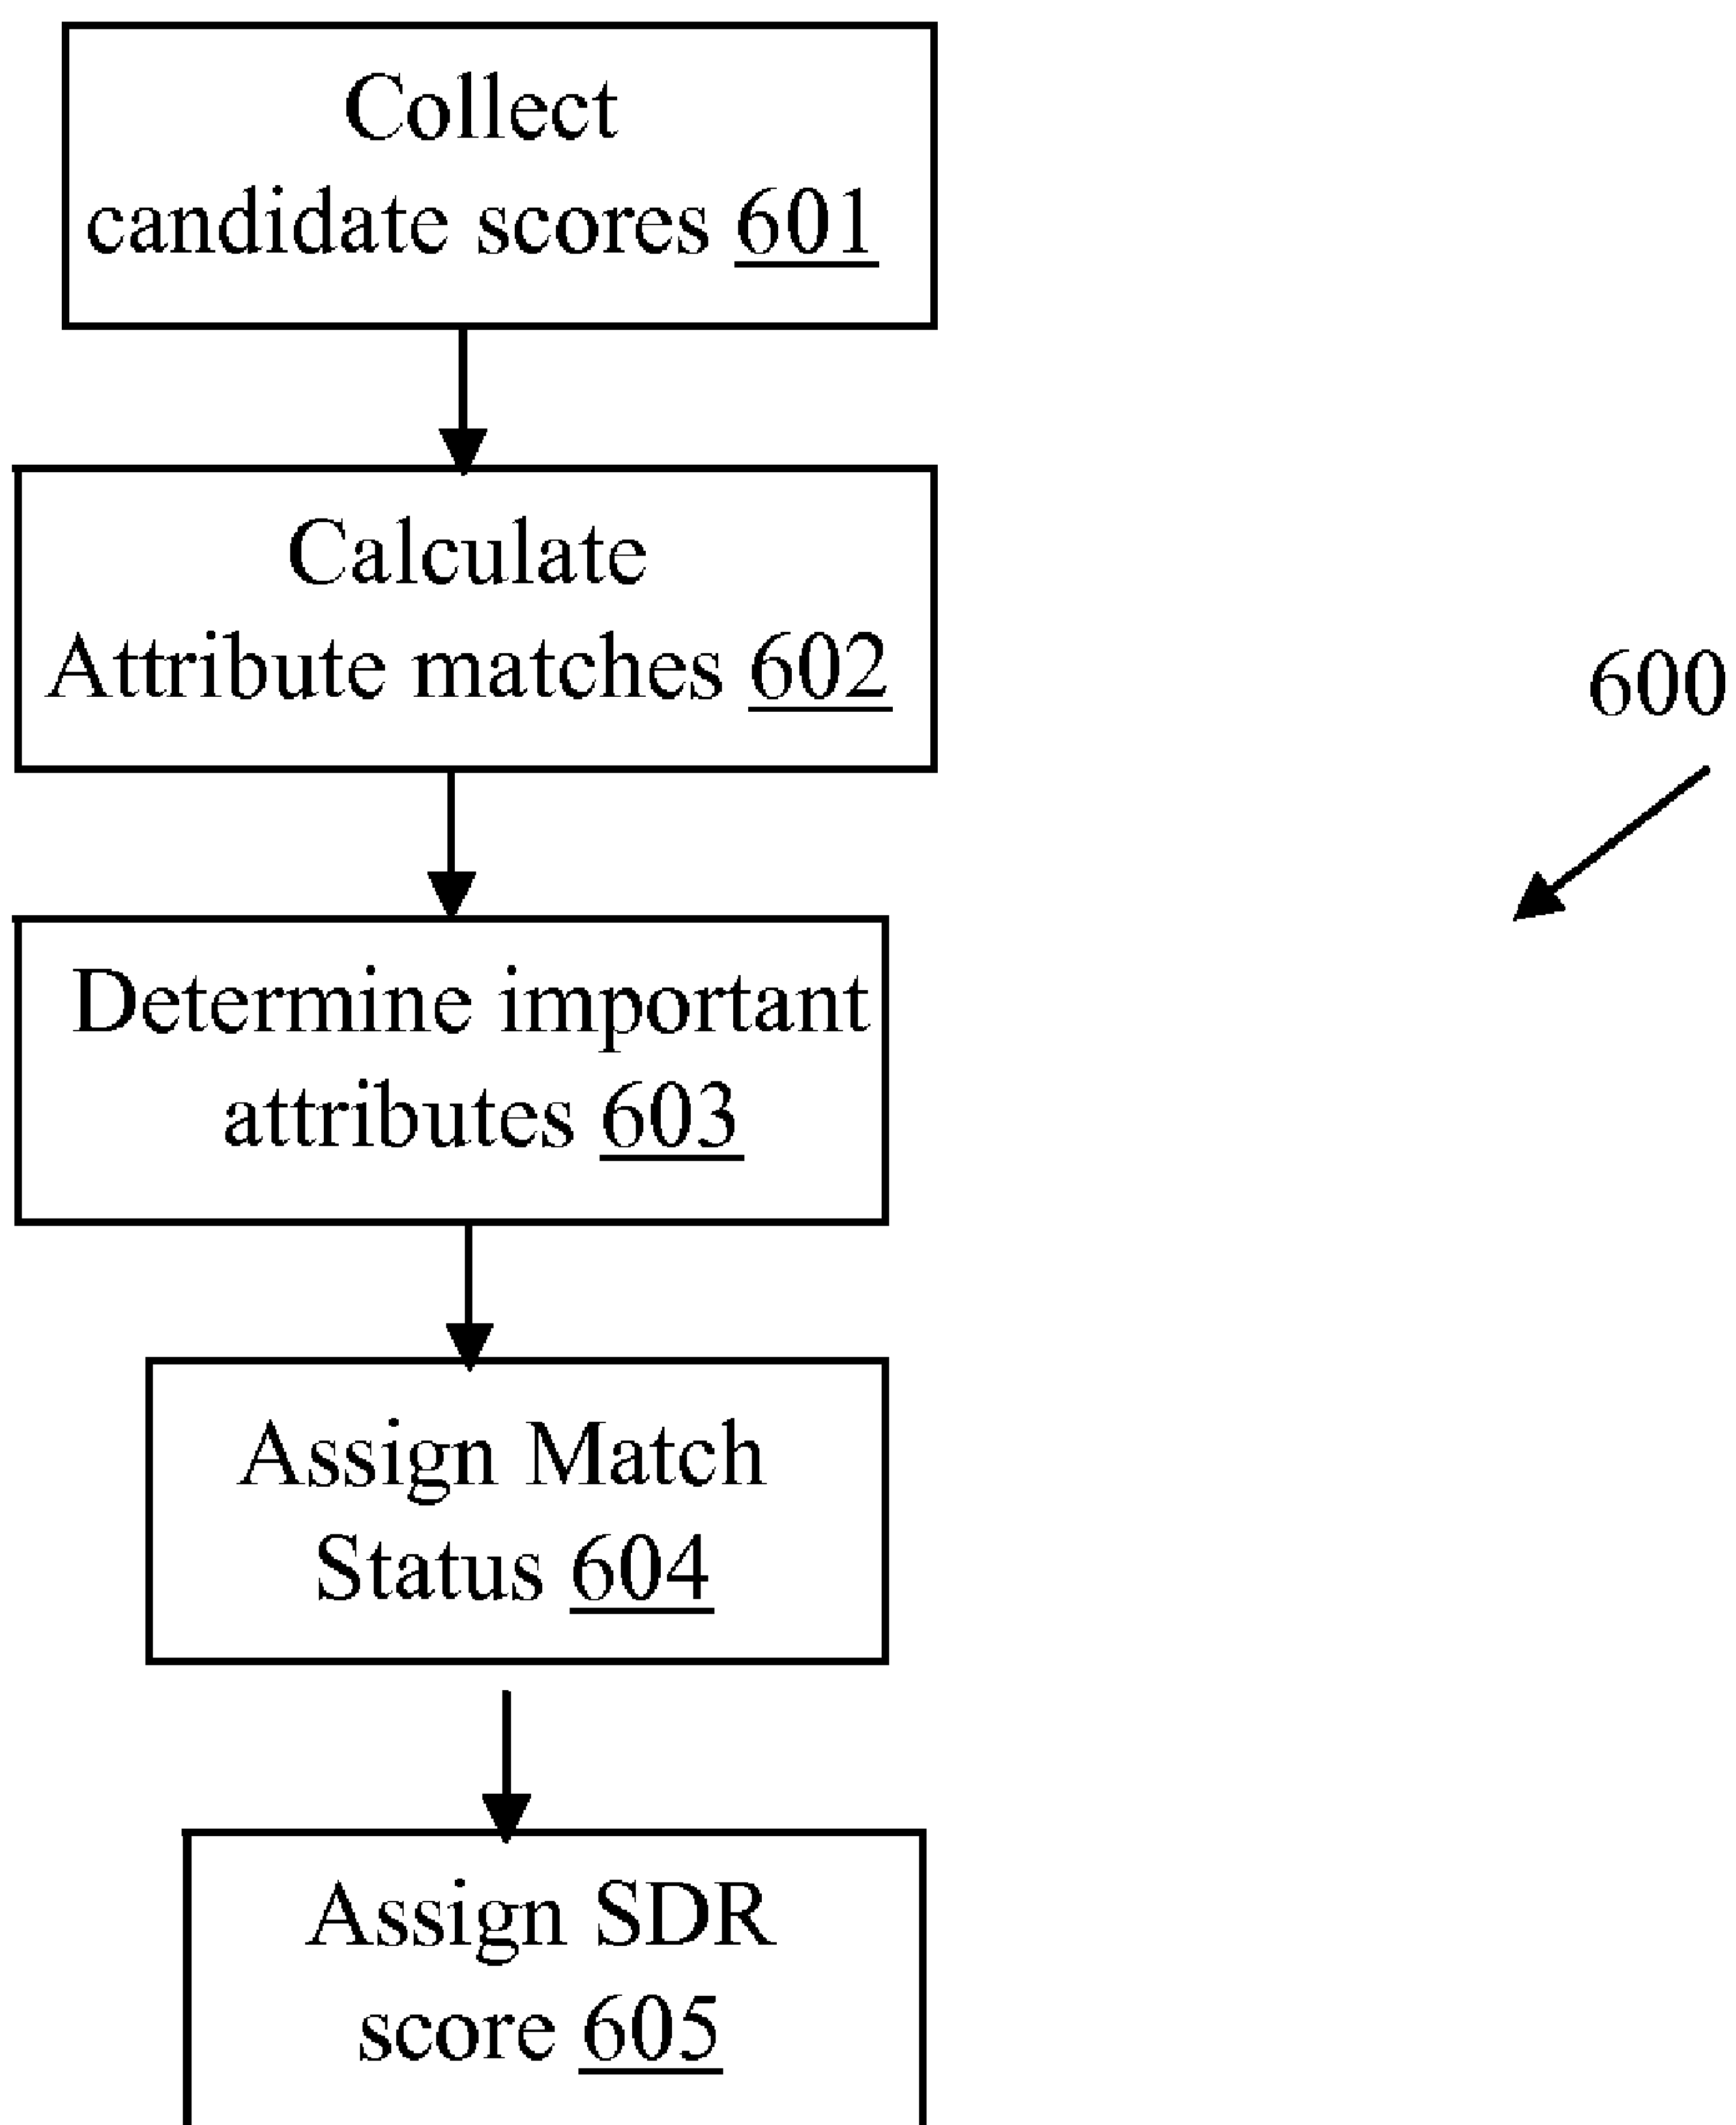 Collect
candidate scores 601
Calculate
Attribute matches 602
600
Determine important
attributes 603
Assign Match
Status 604
Assign SDR
score 605